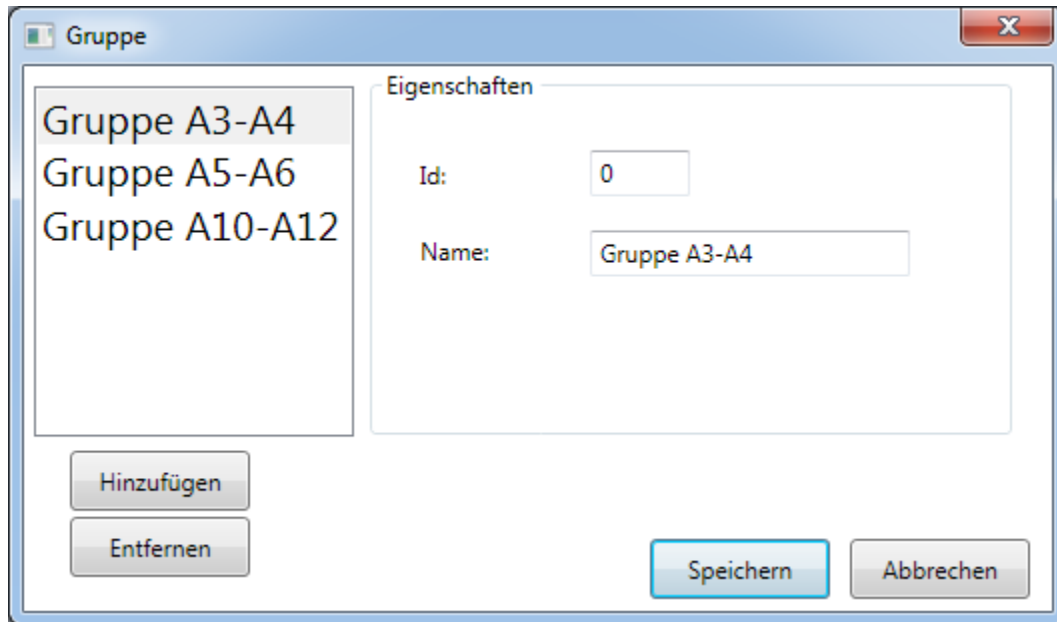 Gruppe
Gruppe A3-A4
Gruppe A5-A6
Gruppe A10-A12
Eigenschaften
Id:
0
Name:
Gruppe A3-A4
Hinzufügen
Entfernen
Speichern
Abbrechen